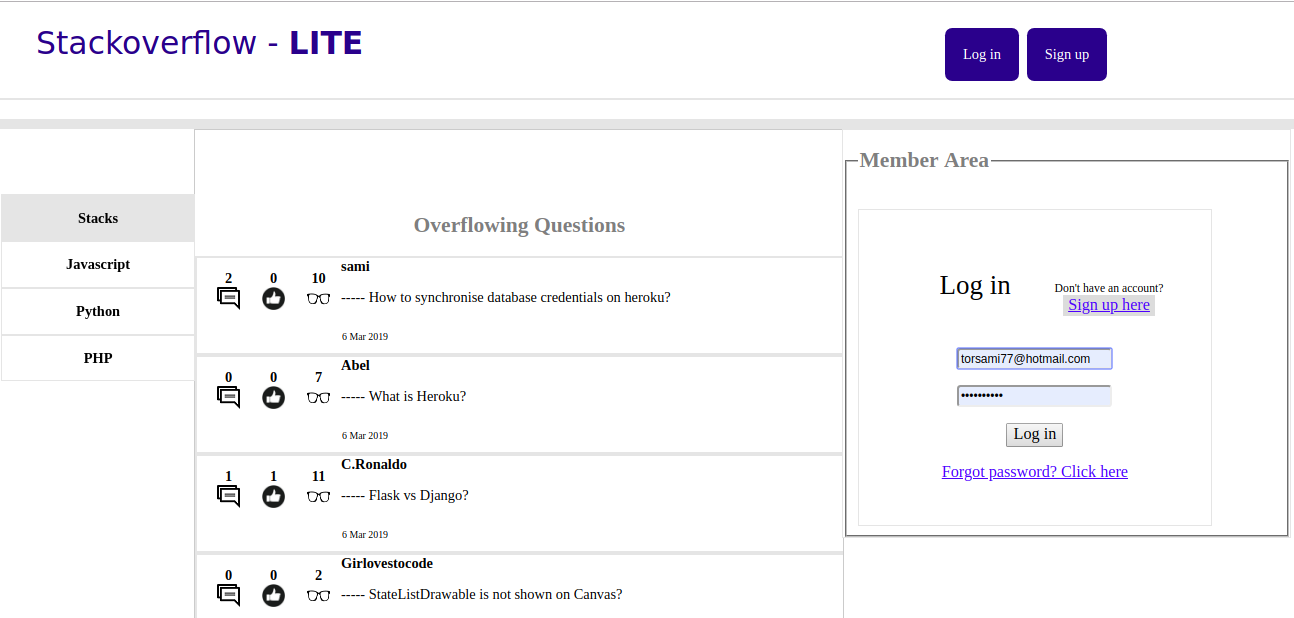 Stackoverflow - LITE
Log in
Sign up
Stacks
Javascript
Python
PHP
Overflowing Questions
2 0 10
sami
----- How to synchronise database credentials on heroku?
6 Mar 2019
0 0 7
Abel
----- What is Heroku?
6 Mar 2019
1 1 11
C.Ronaldo
----- Flask vs Django?
6 Mar 2019
0 0 2
Girlovestocode
----- StateListDrawable is not shown on Canvas?
Member Area
Log in
Don't have an account?
Sign up here
torsami77@hotmail.com
••••••••••
Log in
Forgot password? Click here